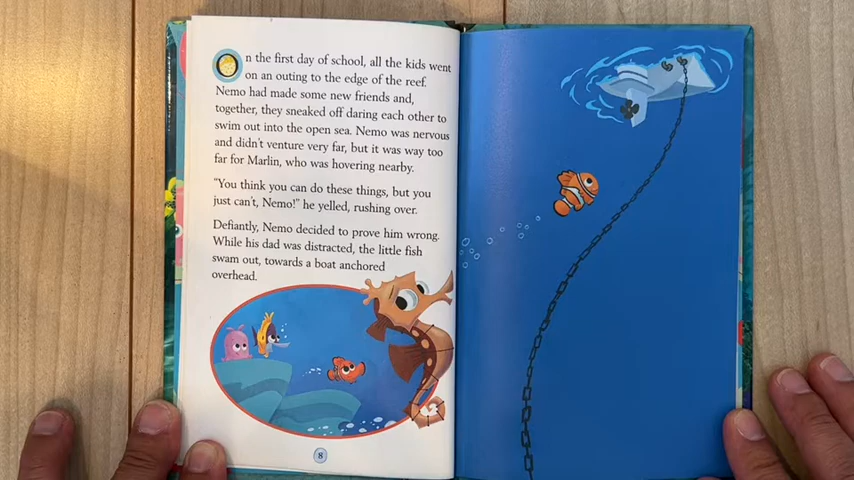 On the first day of school, all the kids went
on an outing to the edge of the reef.
Nemo had made some new friends and,
together, they sneaked off daring each other to
swim out into the open sea. Nemo was nervous
and didn't venture very far, but it was way too
far for Marlin, who was hovering nearby.
“You think you can do these things, but you
just can't, Nemo!” he yelled, rushing over.
Defiantly, Nemo decided to prove him wrong.
While his dad was distracted, the little fish
swam out, towards a boat anchored
overhead.
8